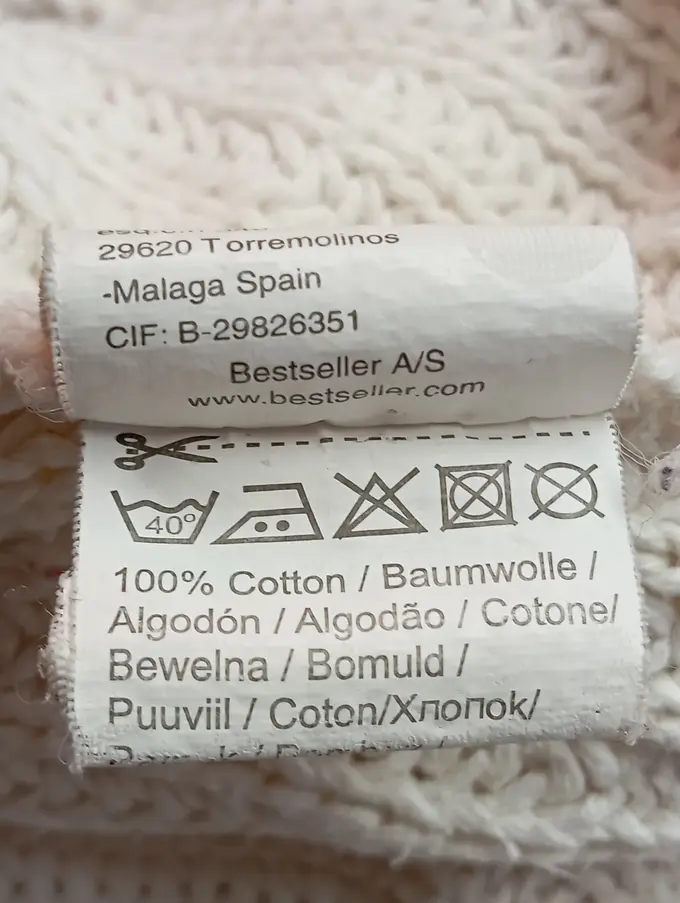 29620 Torremolinos
-Malaga Spain
CIF: B-29826351
Bestseller A/S
www.bestseller.com
40°
100% Cotton / Baumwolle /
Algodón / Algodão / Cotone/
Bewelna / Bomuld /
Puuviil / Coton/Хлопок/